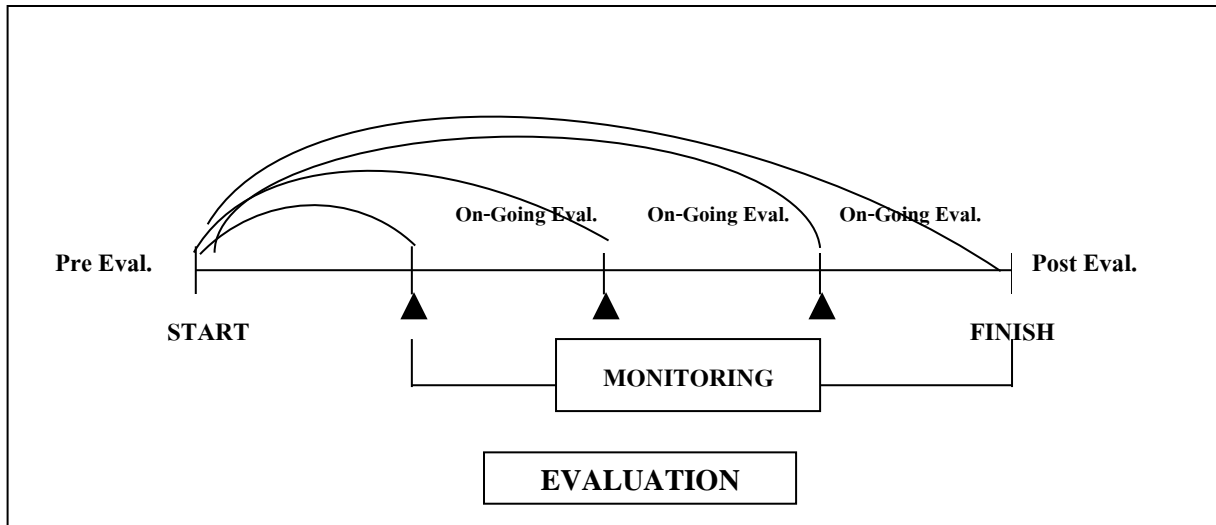 On-Going Eval. On-Going Eval. On-Going Eval.
Pre Eval. Post Eval.
START FINISH
MONITORING
EVALUATION